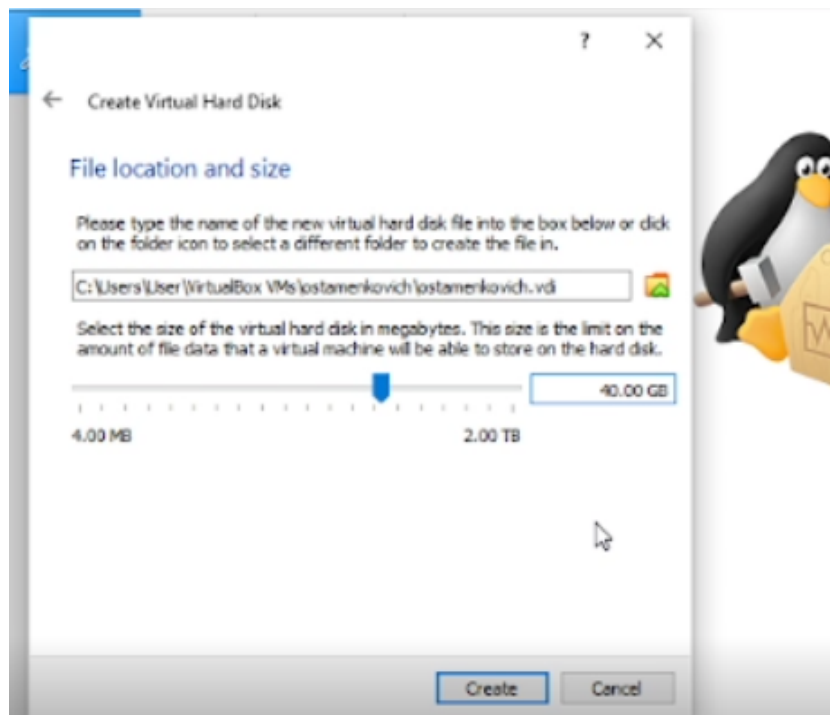 ?
Create Virtual Hard Disk
File location and size
Please type the name of the new virtual hard disk file into the box below or click
on the folder icon to select a different folder to create the file in.
C:\Users\User\VirtualBox VMs\ostamenkovich\ostamenkovich.vdi
Select the size of the virtual hard disk in megabytes. This size is the limit on the
amount of file data that a virtual machine will be able to store on the hard disk.
40.00 GB
4.00 MB 2.00 TB
Create Cancel